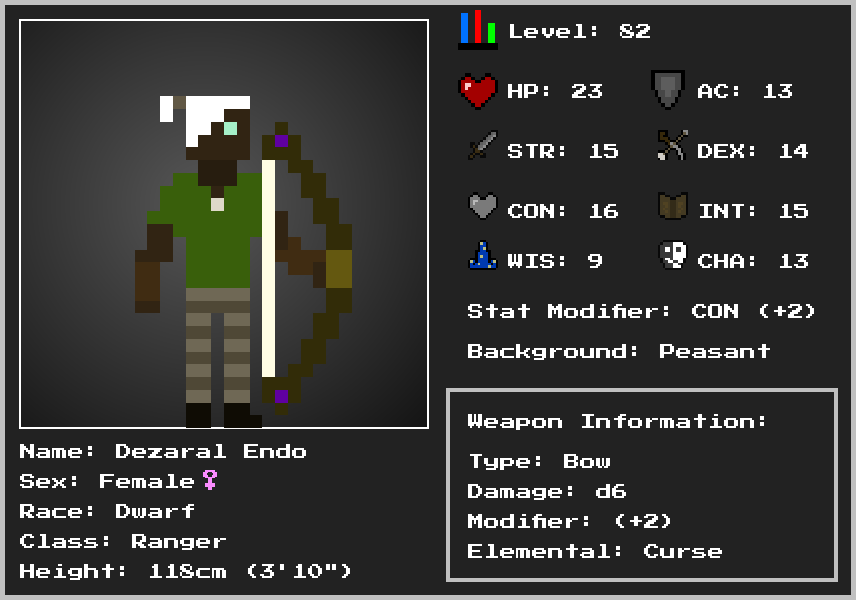 Level: 82
HP: 23
AC: 13
STR: 15
DEX: 14
CON: 16
INT: 15
WIS: 9
CHA: 13
Stat Modifier: CON (+2)
Background: Peasant
Name: Dezaral Endo
Sex: Female♀
Race: Dwarf
Class: Ranger
Height: 118cm (3'10")
Weapon Information:
Type: Bow
Damage: d6
Modifier: (+2)
Elemental: Curse